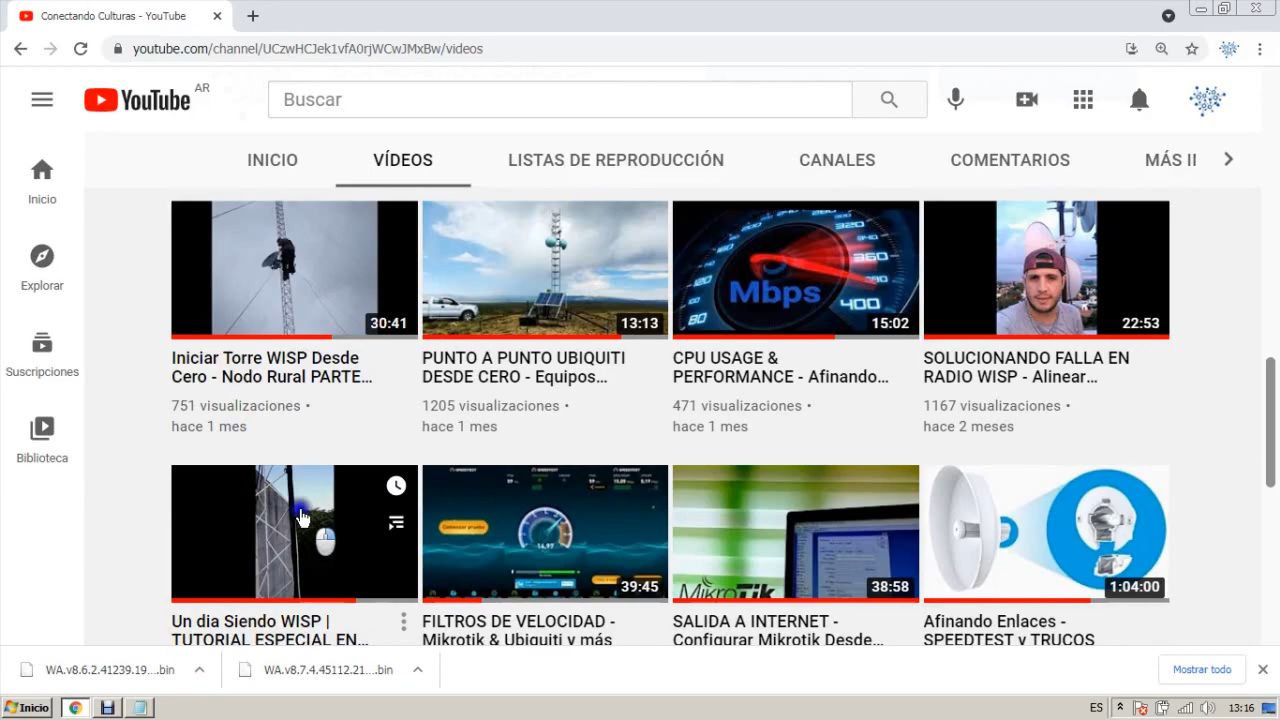 Conectando Culturas - YouTube
youtube.com/channel/UCzwHCJek1vfA0rjWCwJMxBw/videos
YouTube AR
Buscar
INICIO VÍDEOS LISTAS DE REPRODUCCIÓN CANALES COMENTARIOS MÁS II
Inicio
Explorar
Suscripciones
Biblioteca
30:41
13:13
Mbps
15:02
22:53
Iniciar Torre WISP Desde
Cero - Nodo Rural PARTE...
751 visualizaciones •
hace 1 mes
PUNTO A PUNTO UBIQUITI
DESDE CERO - Equipos...
1205 visualizaciones •
hace 1 mes
CPU USAGE &
PERFORMANCE - Afinando...
471 visualizaciones •
hace 1 mes
SOLUCIONANDO FALLA EN
RADIO WISP - Alinear...
1167 visualizaciones •
hace 2 meses
39:45
MikroTik
38:58
1:04:00
Un dia Siendo WISP |
TUTORIAL ESPECIAL EN...
FILTROS DE VELOCIDAD -
Mikrotik & Ubiquiti y más
SALIDA A INTERNET -
Configurar Mikrotik Desde...
Afinando Enlaces -
SPEEDTEST y TRUCOS
WA.v8.6.2.41239.19....bin
WA.v8.7.4.45112.21....bin
Mostrar todo
Inicio
ES
13:16